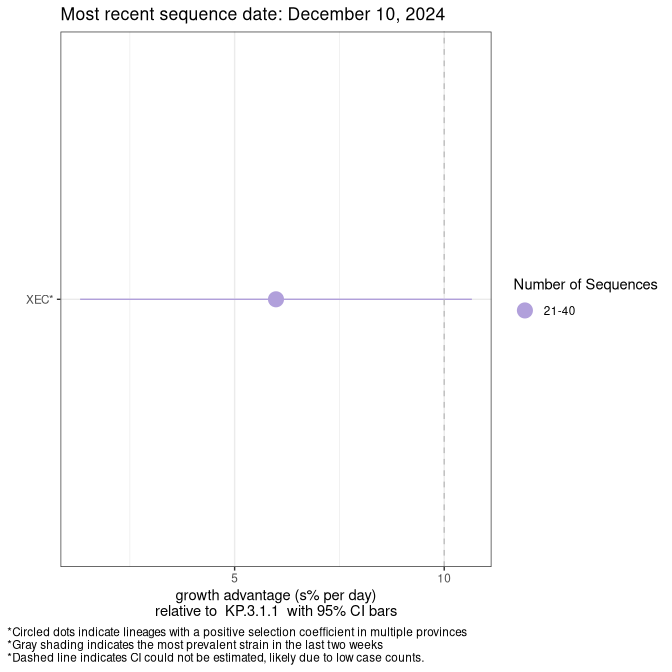 Most recent sequence date: December 10, 2024
XEC*
Number of Sequences
21-40
5 10
growth advantage (s% per day)
relative to KP.3.1.1 with 95% CI bars
*Circled dots indicate lineages with a positive selection coefficient in multiple provinces
*Gray shading indicates the most prevalent strain in the last two weeks
*Dashed line indicates CI could not be estimated, likely due to low case counts.